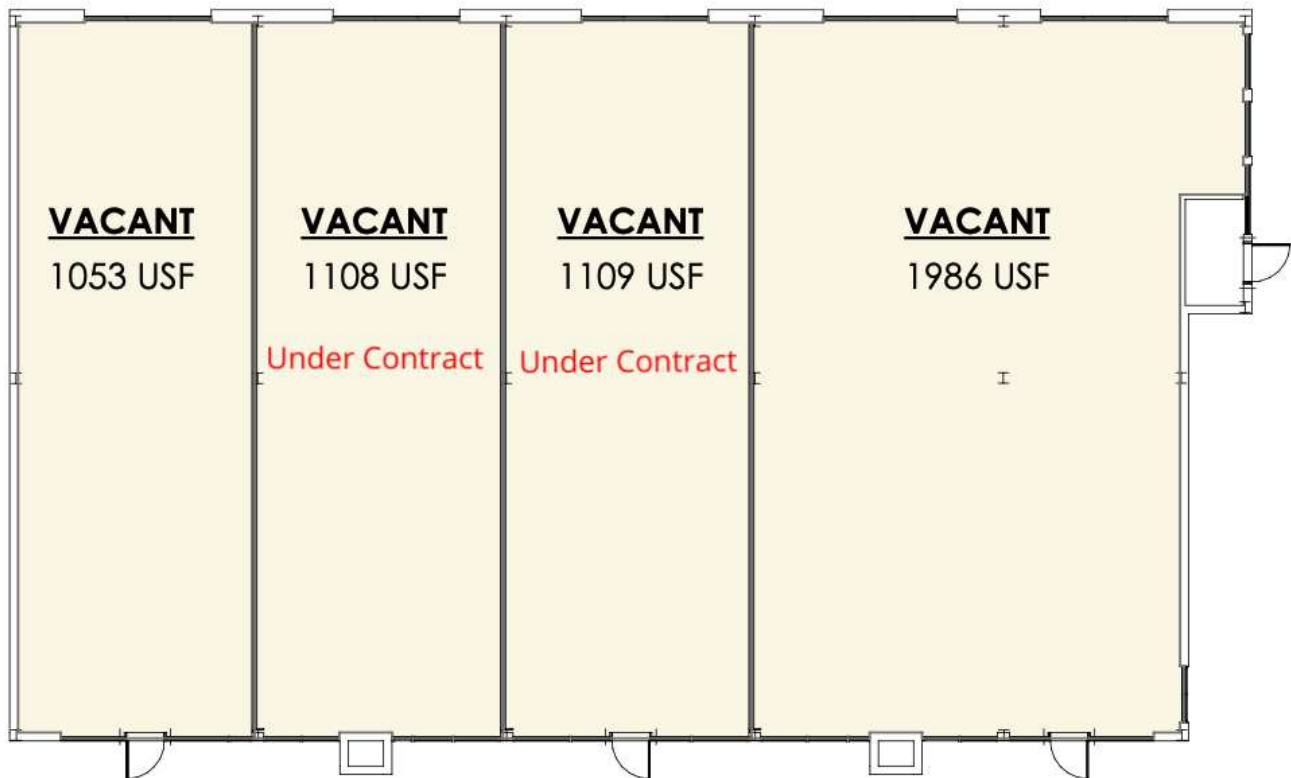 VACANT
1053 USF
VACANT
1108 USF
Under Contract
VACANT
1109 USF
Under Contract
VACANT
1986 USF